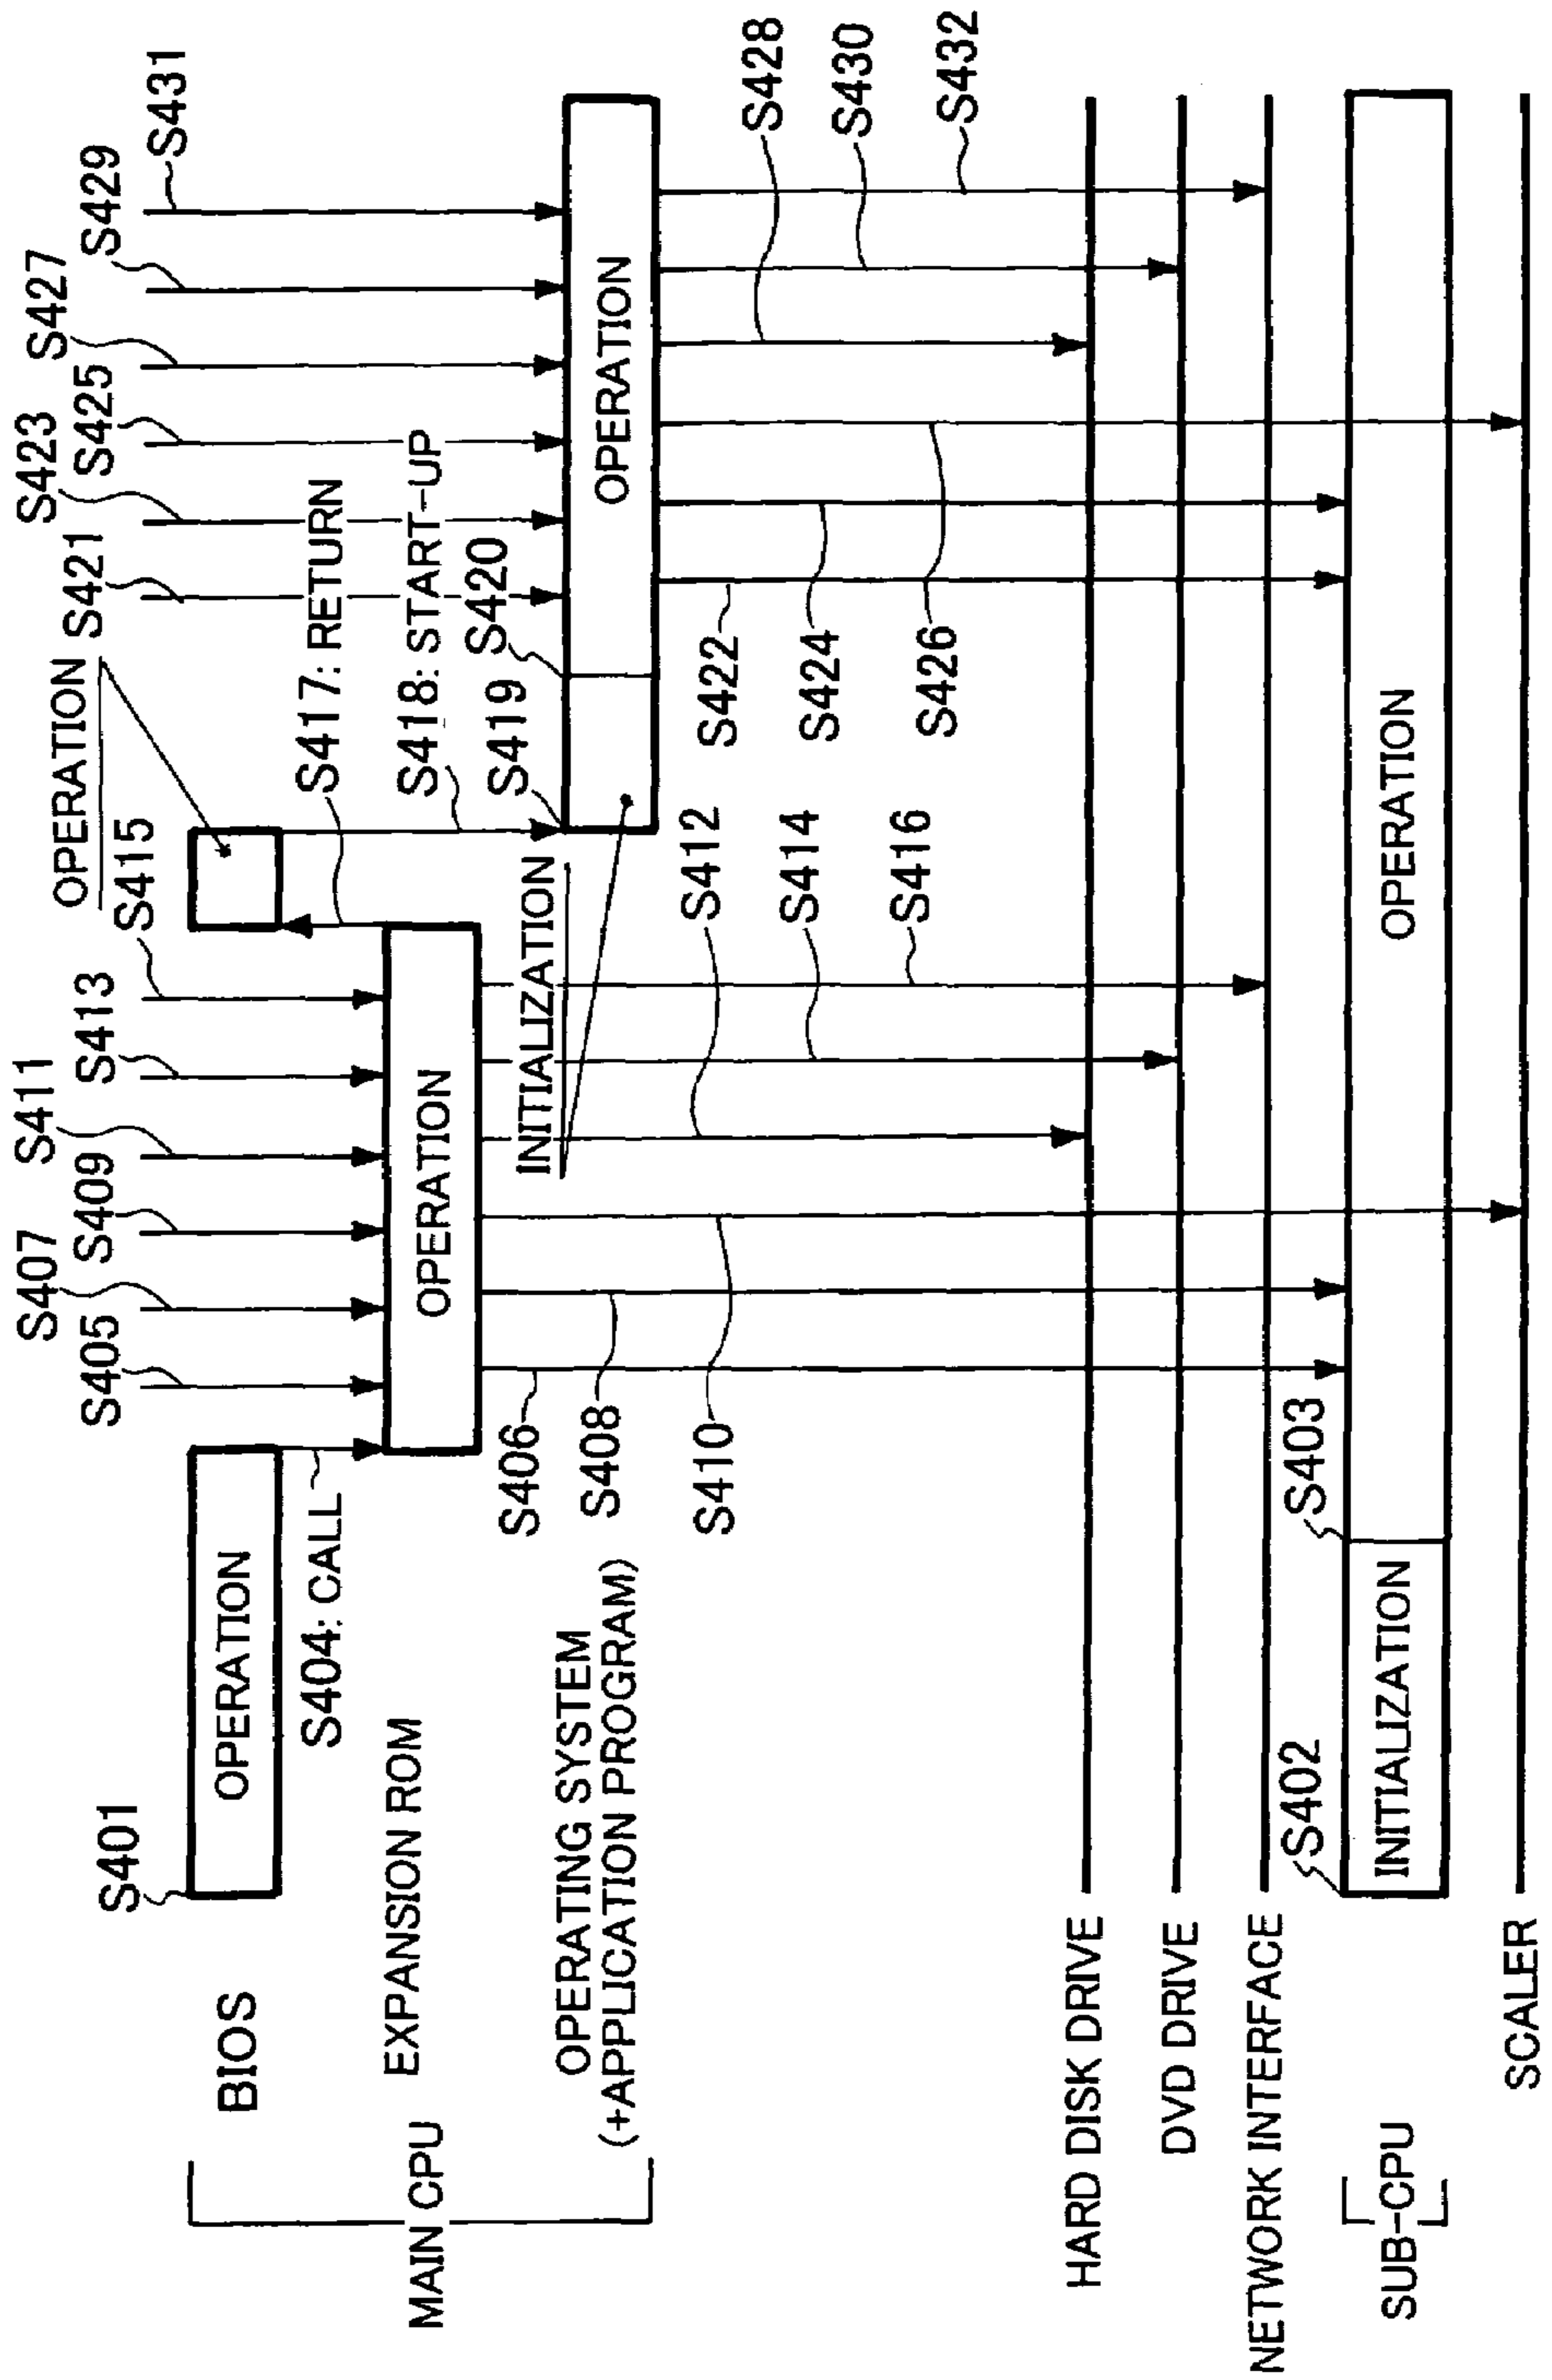 S407
S411
S423
S427
S405
S409
S413
S425
S429
S401
S415
OPERATION
S421
S431
BIOS
OPERATION
S404: CALL
S417: RETURN
EXPANSION ROM
OPERATION
S418: START-UP
MAIN CPU
S419
S420
S406
INITIALIZATION
OPERATING SYSTEM
(+APPLICATION PROGRAM)
OPERATION
S408
S410
S412
S422
S428
S414
S424
S430
S416
S426
S432
HARD DISK DRIVE
DVD DRIVE
NETWORK INTERFACE
S402
S403
SUB-CPU
INITIALIZATION
OPERATION
SCALER